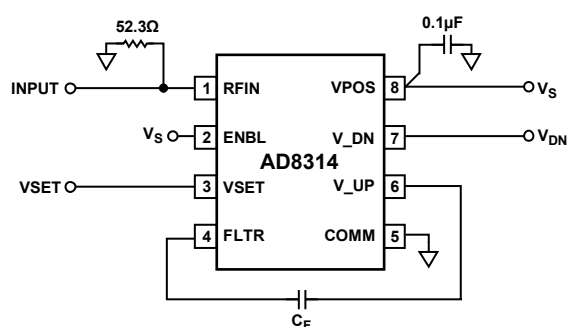 52.3Ω
0.1µF
INPUT 1 RFIN VPOS 8 VS
VS 2 ENBL V_DN 7 VDN
AD8314
VSET 3 VSET V_UP 6
4 FLTR COMM 5
CF